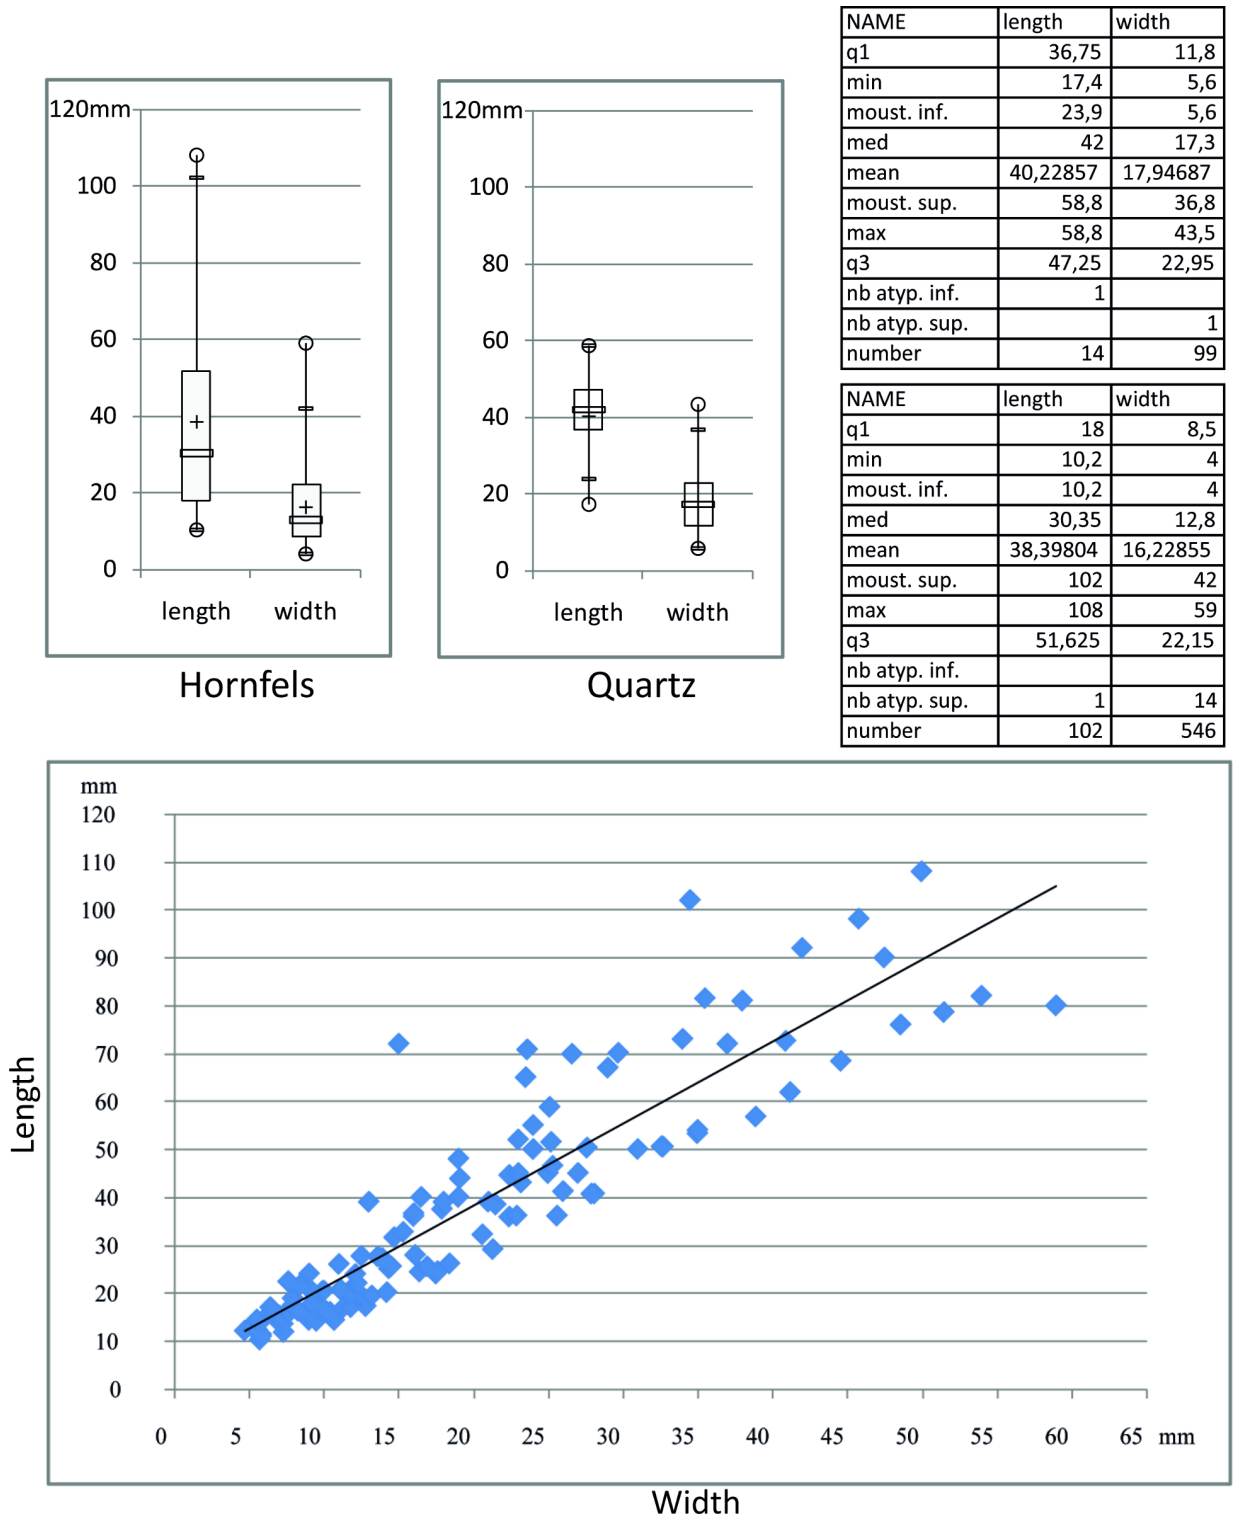 120mm
100
80
60
40
20
0
length width
Hornfels
120mm
100
80
60
40
20
0
length width
Quartz
NAME length width
q1 36,75 11,8
min 17,4 5,6
moust. inf. 23,9 5,6
med 42 17,3
mean 40,22857 17,94687
moust. sup. 58,8 36,8
max 58,8 43,5
q3 47,25 22,95
nb atyp. inf. 1
nb atyp. sup. 1
number 14 99
NAME length width
q1 18 8,5
min 10,2 4
moust. inf. 10,2 4
med 30,35 12,8
mean 38,39804 16,22855
moust. sup. 102 42
max 108 59
q3 51,625 22,15
nb atyp. inf.
nb atyp. sup. 1 14
number 102 546
mm
120
110
100
90
80
70
60
50
40
30
20
10
0
Length
0 5 10 15 20 25 30 35 40 45 50 55 60 65 mm
Width